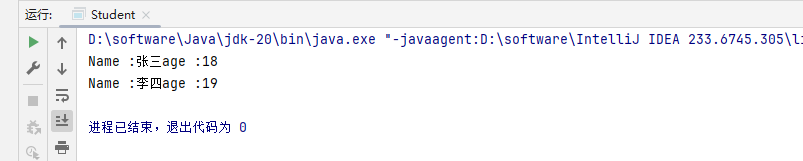 运行: Student
D:\software\Java\jdk-20\bin\java.exe "-javaagent:D:\software\IntelliJ IDEA 233.6745.305\li
Name :张三age :18
Name :李四age :19
进程已结束，退出代码为 0